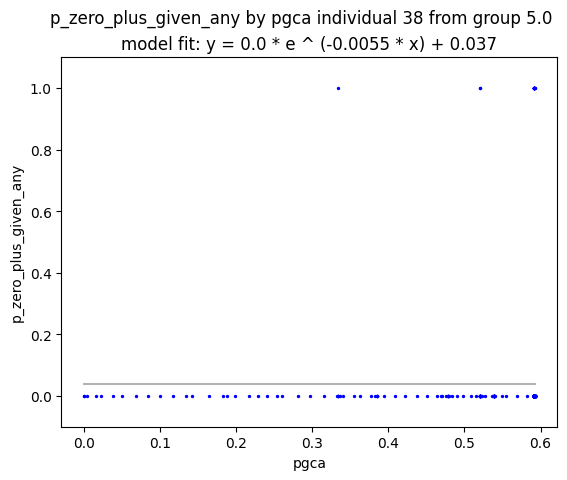 p_zero_plus_given_any by pgca individual 38 from group 5.0
model fit: y = 0.0 * e ^ (-0.0055 * x) + 0.037
1.0
0.8
0.6
0.4
0.2
0.0
p_zero_plus_given_any
0.0 0.1 0.2 0.3 0.4 0.5 0.6
pgca